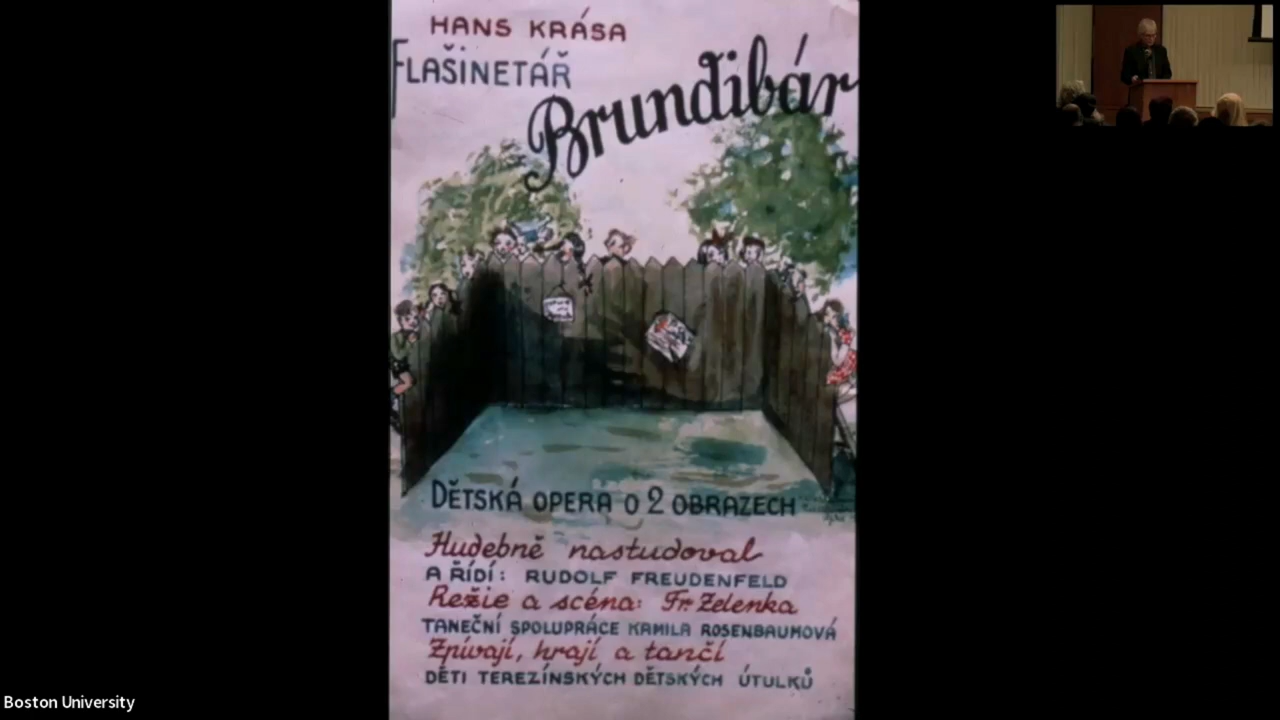 HANS KRÁSA
FLAŠINETÁŘ
Brundibár
DĚTSKÁ OPERA O 2 OBRAZECH
Hudebně nastudoval
A ŘÍDÍ: RUDOLF FREUDENFELD
Režie a scéna: Fr. Zelenka
TANEČNÍ SPOLUPRÁCE KAMILA ROSENBAUMOVÁ
Zpívají, hrají a tančí
DĚTI TEREZÍNSKÝCH DĚTSKÝCH ÚTULKŮ
Boston University